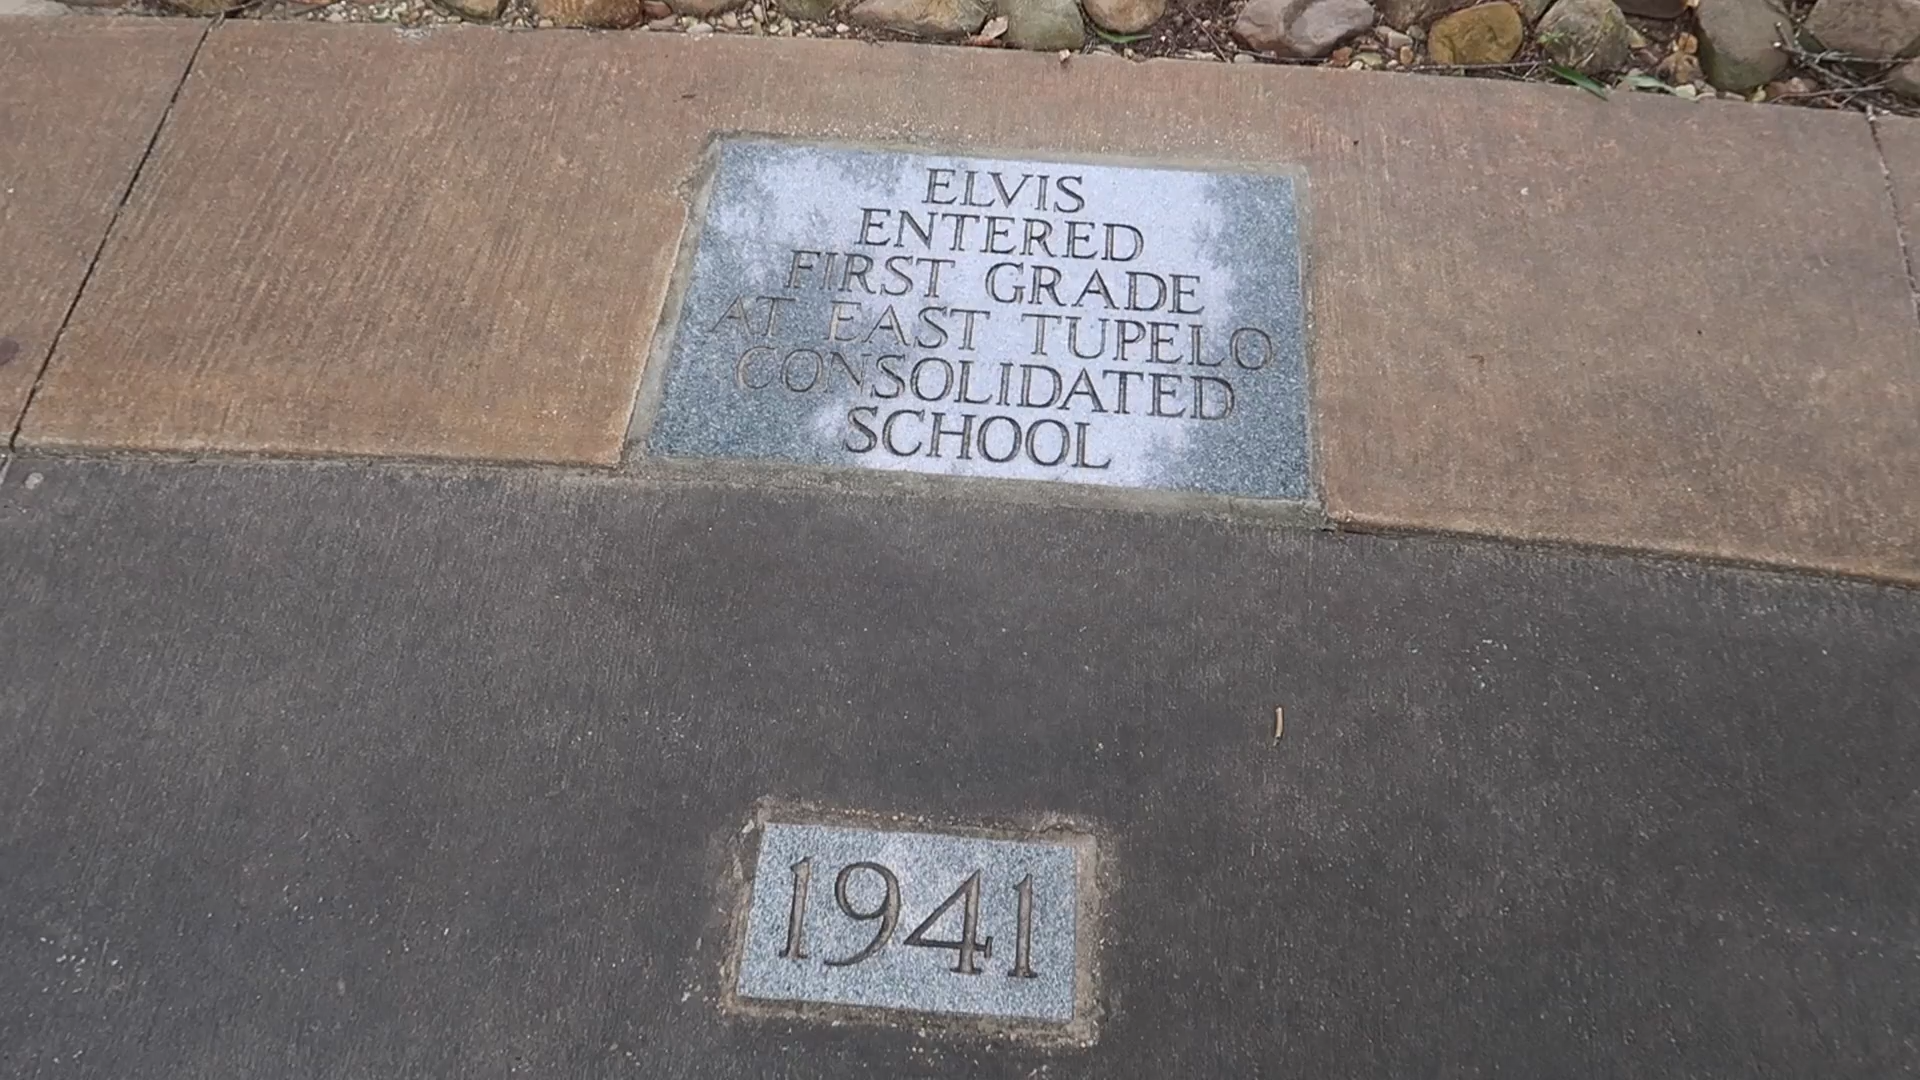 ELVIS
ENTERED
FIRST GRADE
AT EAST TUPELO
CONSOLIDATED
SCHOOL
1941